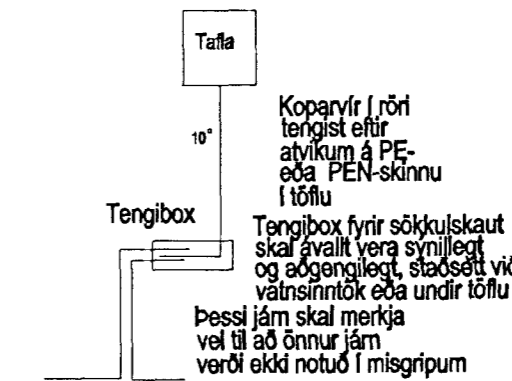 Tafla
Koparvír í röri
tengist eftir
atvikum á PE-
eða PEN-skinnu
í töflu
10°
Tengibox
Tengibox fyrir sökkulskaut
skal ávallt vera sýnilegt
og aðgengilegt, staðsett við
vatnsinntök eða undir töflu
Þessi járn skal merkja
vel til að önnur járn
verði ekki notuð í misgripum